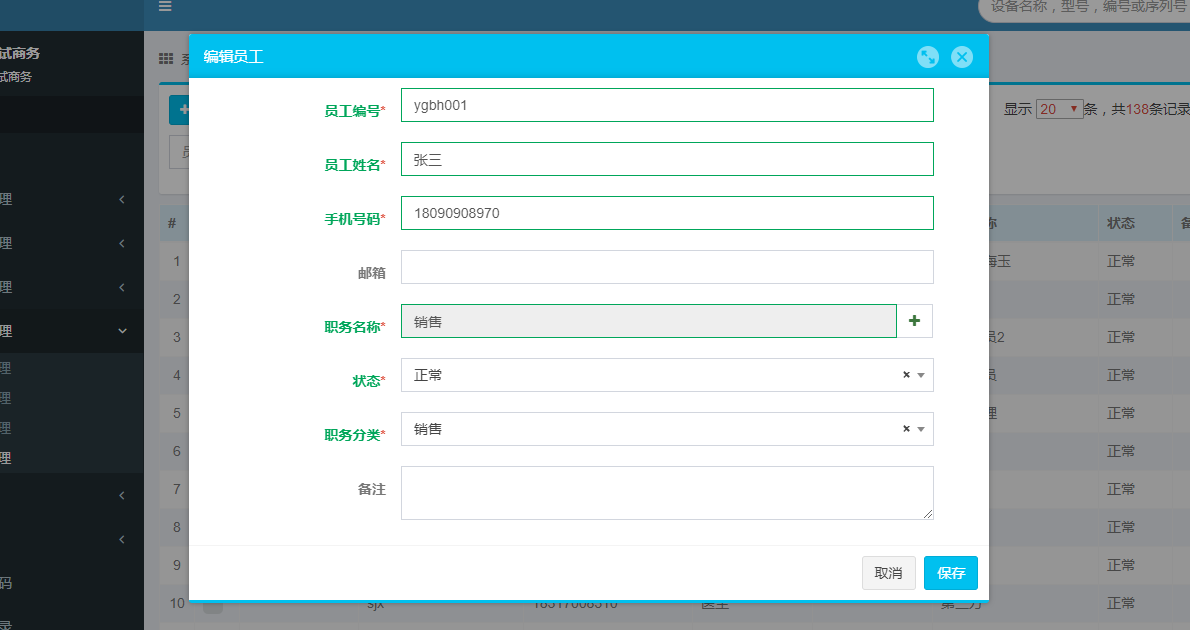 设备名称，型号，编号或序列号
试商务
试商务
系
编辑员工
显示 20 条，共138条记录
员工编号* ygbh001
员工姓名* 张三
手机号码* 18090908970
邮箱
职务名称* 销售
状态* 正常
职务分类* 销售
备注
取消 保存
# 称 状态 备
1 梅玉 正常
2 正常
3 员2 正常
4 员 正常
5 理 正常
6 正常
7 正常
8 正常
9 正常
10 sjx 18317008510 医生 第三方 正常
理
理
理
理
理
理
理
理
码
录